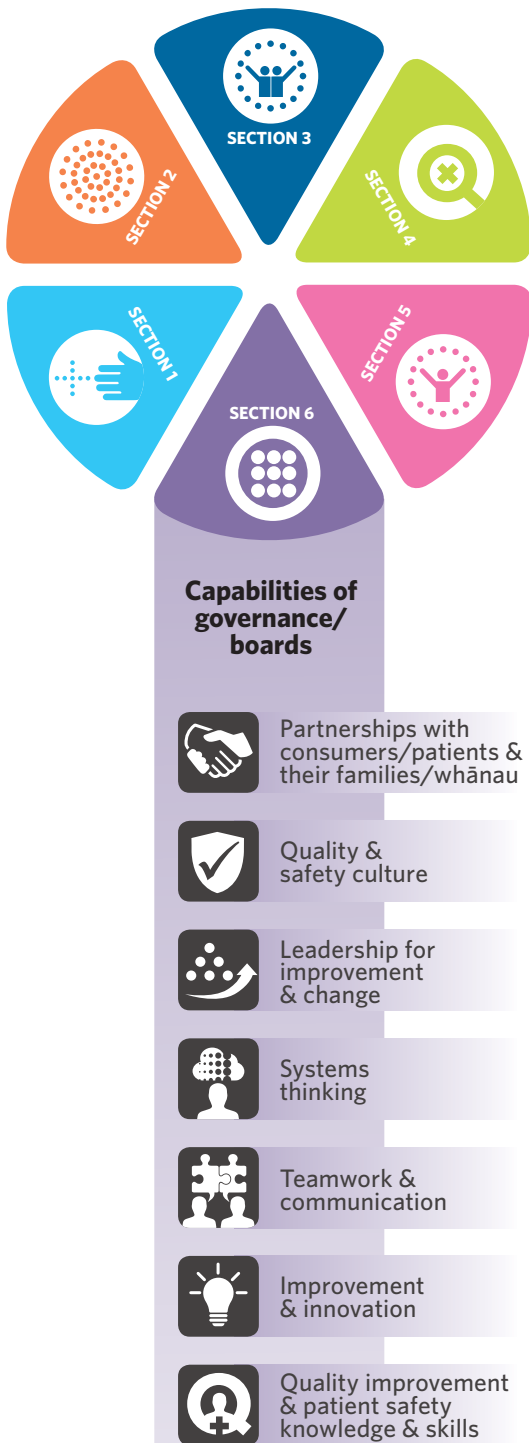 SECTION 3
SECTION 2
SECTION 4
SECTION 1
SECTION 5
SECTION 6
Capabilities of
governance/
boards
Partnerships with
consumers/patients &
their families/whānau
Quality &
safety culture
Leadership for
improvement
& change
Systems
thinking
Teamwork &
communication
Improvement
& innovation
Quality improvement
& patient safety
knowledge & skills